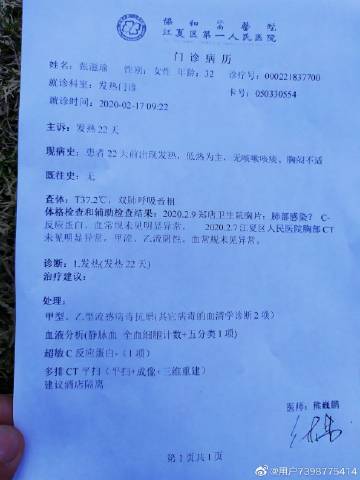 协和
医院
江夏区第一人民医院
门诊病历
姓名：张 瑜 性别：女性 年龄：32 诊疗号：000221837700
就诊科室：发热门诊 卡号：050330554
就诊时间：2020-02-17 09:22
主诉：发热22天
现病史：患者22天前出现发热，低热为主，无咳嗽咳痰。胸闷不适
既往史：无
查体：T37.2℃，双肺呼吸音粗
体格检查和辅助检查结果：2020.2.9 郑店卫生院胸片：肺部感染？ C-
反应蛋白，血常规未见明显异常。 2020.2.7江夏区人民医院胸部CT
未见明显异常，甲流、乙流阴性。血常规未见异常。
诊断：1.发热(发热22天)
治疗建议：
处理：
甲型、乙型流感病毒抗原(其它病毒的血清学诊断2项)
血液分析(静脉血 全血细胞计数+五分类1项)
超敏C反应蛋白·(1项)
多排CT平扫（平扫+成像+三维重建）
建议酒店隔离
医师：熊巍鹏
第1页共1页
@用户7398775414